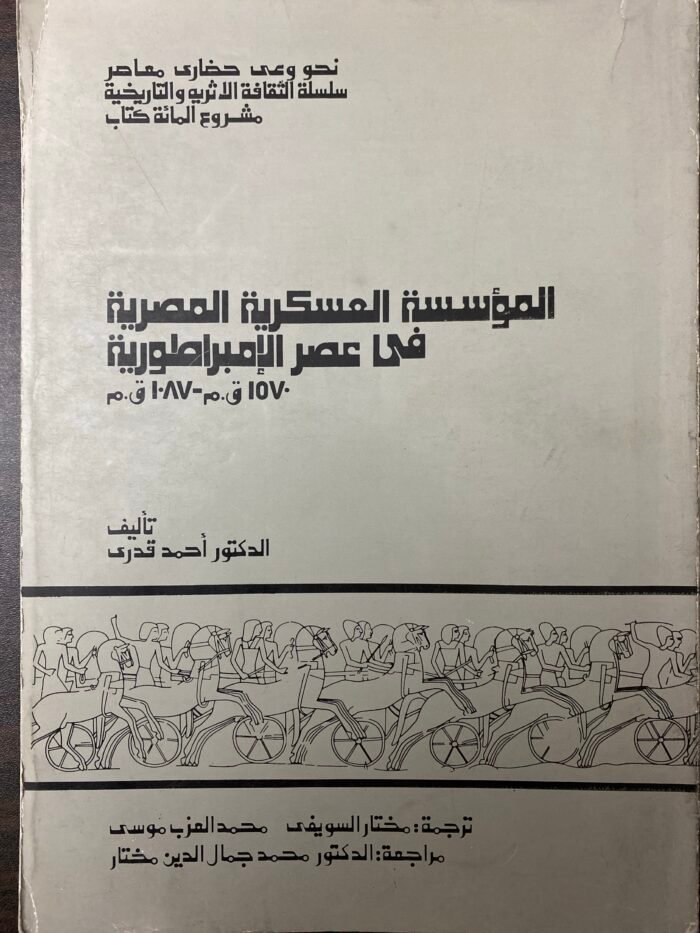 نحو وعى حضارى معاصر
سلسلة الثقافة الاثريه والتاريخية
مشروع المائة كتاب
المؤسسة العسكرية المصرية
فى عصر الإمبراطورية
١٥٧٠ ق.م-١٠٨٧ ق.م
تأليف
الدكتور أحمد قدرى
ترجمة: مختار السويفى محمد العزب موسى
مراجعة: الدكتور محمد جمال الدين مختار